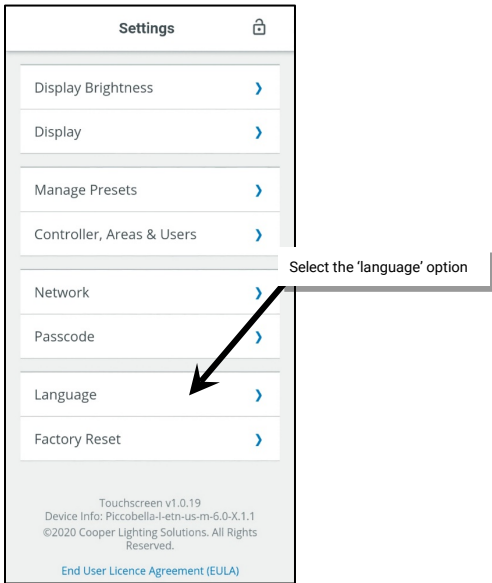 Settings
Display Brightness
Display
Manage Presets
Controller, Areas & Users
Select the ‘language’ option
Network
Passcode
Language
Factory Reset
Touchscreen v1.0.19
Device Info: Piccobella-I-etn-us-m-6.0-X.1.1
©2020 Cooper Lighting Solutions. All Rights
Reserved.
End User Licence Agreement (EULA)